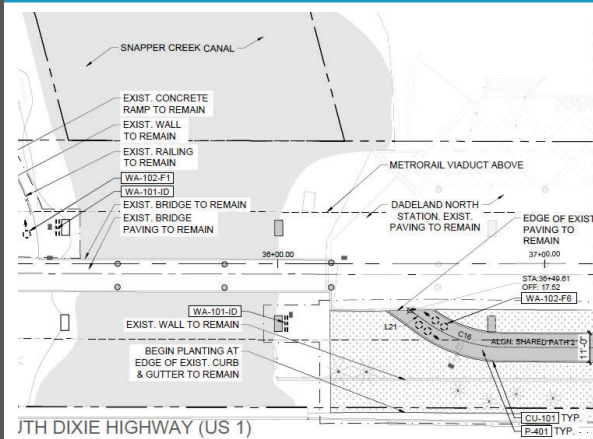 SNAPPER CREEK CANAL
EXIST. CONCRETE
RAMP TO REMAIN
EXIST. WALL
TO REMAIN
EXIST. RAILING
TO REMAIN
WA-102-F1
WA-101-ID
EXIST. BRIDGE TO REMAIN
EXIST. BRIDGE
PAVING TO REMAIN
METRORAIL VIADUCT ABOVE
DADELAND NORTH
STATION. EXIST.
PAVING TO REMAIN
EDGE OF EXIST
PAVING TO
REMAIN
36+00.00
37+00.00
STA:36+49.61
OFF: 17.52
WA-102-F6
WA-101-ID
EXIST. WALL TO REMAIN
BEGIN PLANTING AT
EDGE OF EXIST. CURB
& GUTTER TO REMAIN
L21
C16
ALGN: SHARED PATH 2
11'-0"
CU-101 TYP.
P-401 TYP.
UTH DIXIE HIGHWAY (US 1)